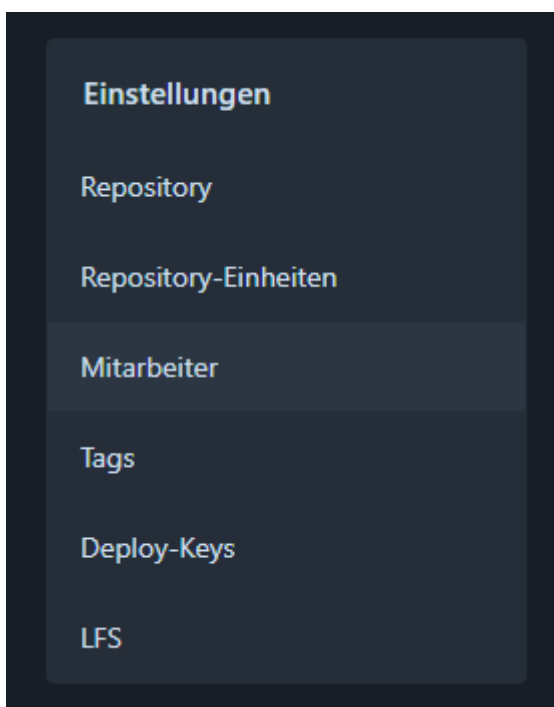 Einstellungen
Repository
Repository-Einheiten
Mitarbeiter
Tags
Deploy-Keys
LFS